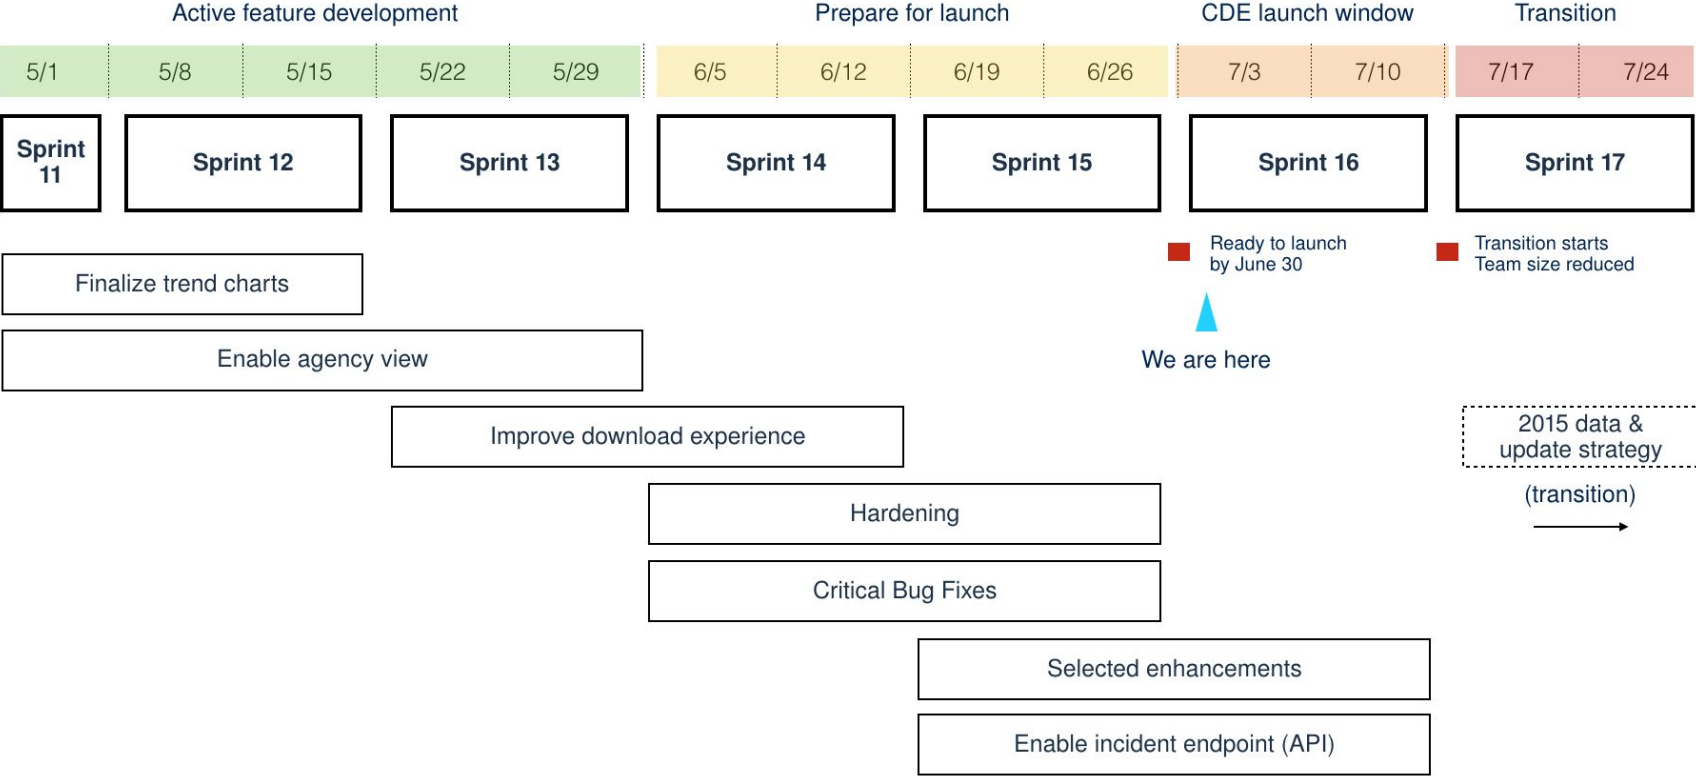 Active feature development
Prepare for launch
CDE launch window
Transition
5/1
5/8
5/15
5/22
5/29
6/5
6/12
6/19
6/26
7/3
7/10
7/17
7/24
Sprint
11
Sprint 12
Sprint 13
Sprint 14
Sprint 15
Sprint 16
Sprint 17
Ready to launch
by June 30
Transition starts
Team size reduced
Finalize trend charts
We are here
Enable agency view
Improve download experience
2015 data &
update strategy
(transition)
Hardening
Critical Bug Fixes
Selected enhancements
Enable incident endpoint (API)